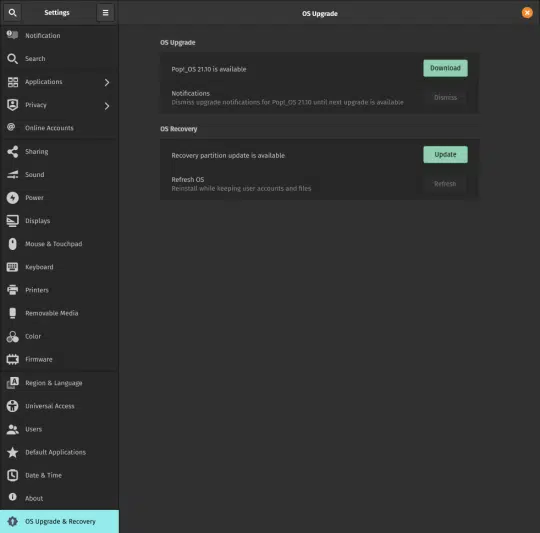 Settings
OS Upgrade
Notification
Search
Applications
Privacy
Online Accounts
Sharing
Sound
Power
Displays
Mouse & Touchpad
Keyboard
Printers
Removable Media
Color
Firmware
Region & Language
Universal Access
Users
Default Applications
Date & Time
About
OS Upgrade & Recovery
OS Upgrade
Pop!_OS 21.10 is available
Download
Notifications
Dismiss upgrade notifications for Pop!_OS 21.10 until next upgrade is available
Dismiss
OS Recovery
Recovery partition update is available
Update
Refresh OS
Reinstall while keeping user accounts and files
Refresh